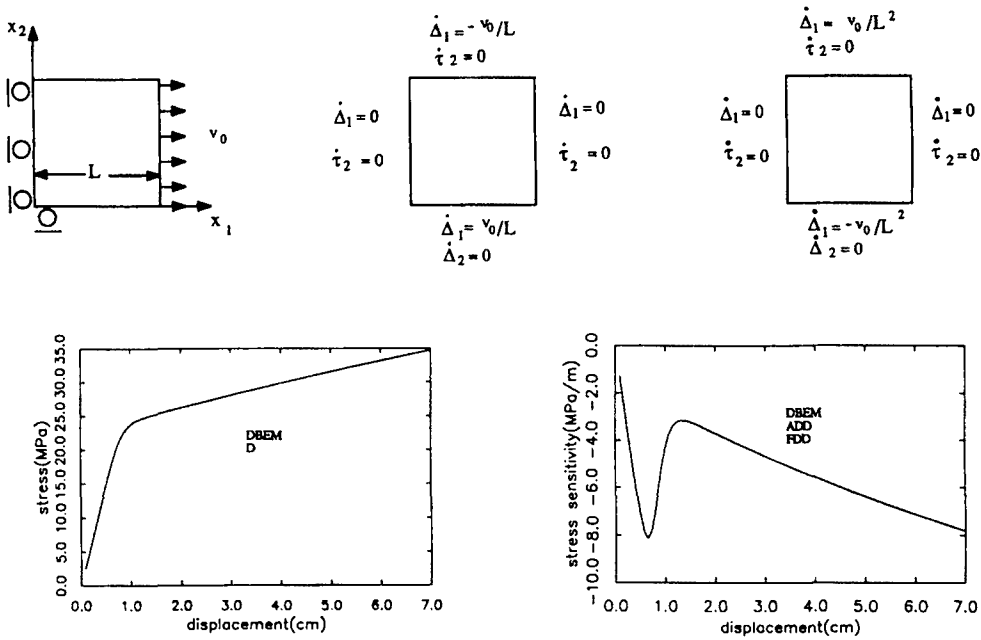 x₂
L
v₀
x₁
Δ̇₁ = - v₀/L
τ̇₂ = 0
Δ̇₁ = 0
τ̇₂ = 0
Δ̇₁ = 0
τ̇₂ = 0
Δ̇₁ = v₀/L
Δ̇₂ = 0
Δ̇₁ = v₀/L²
τ̇₂ = 0
Δ̇₁ = 0
τ̇₂ = 0
Δ̇₁ = 0
τ̇₂ = 0
Δ̇₁ = -v₀/L²
Δ̇₂ = 0
stress(MPa)
0.0 5.0 10.0 15.0 20.0 25.0 30.0 35.0
DBEM
D
0.0 1.0 2.0 3.0 4.0 5.0 6.0 7.0
displacement(cm)
stress sensitivity(MPa/m)
-10.0 -8.0 -6.0 -4.0 -2.0 0.0
DBEM
ADD
FDD
0.0 1.0 2.0 3.0 4.0 5.0 6.0 7.0
displacement(cm)